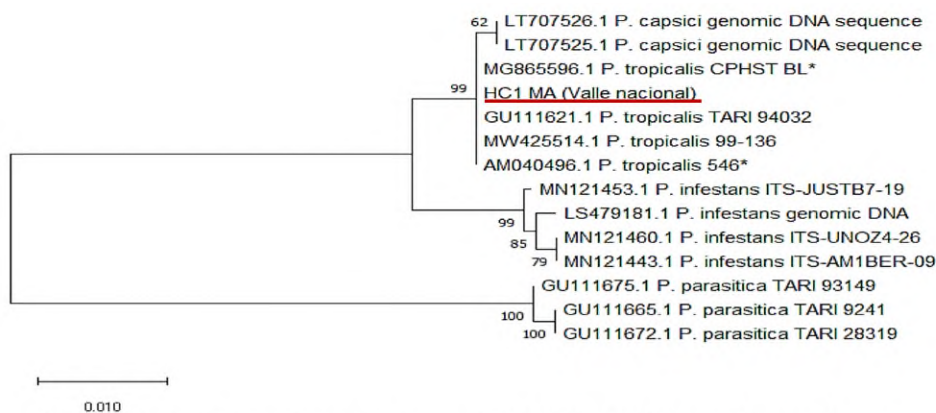 62
LT707526.1 P. capsici genomic DNA sequence
LT707525.1 P. capsici genomic DNA sequence
MG865596.1 P. tropicalis CPHST BL*
99
HC1 MA (Valle nacional)
GU111621.1 P. tropicalis TARI 94032
MW425514.1 P. tropicalis 99-136
AM040496.1 P. tropicalis 546*
MN121453.1 P. infestans ITS-JUSTB7-19
99
LS479181.1 P. infestans genomic DNA
85
MN121460.1 P. infestans ITS-UNOZ4-26
79
MN121443.1 P. infestans ITS-AM1BER-09
GU111675.1 P. parasitica TARI 93149
100
GU111665.1 P. parasitica TARI 9241
100
GU111672.1 P. parasitica TARI 28319
0.010